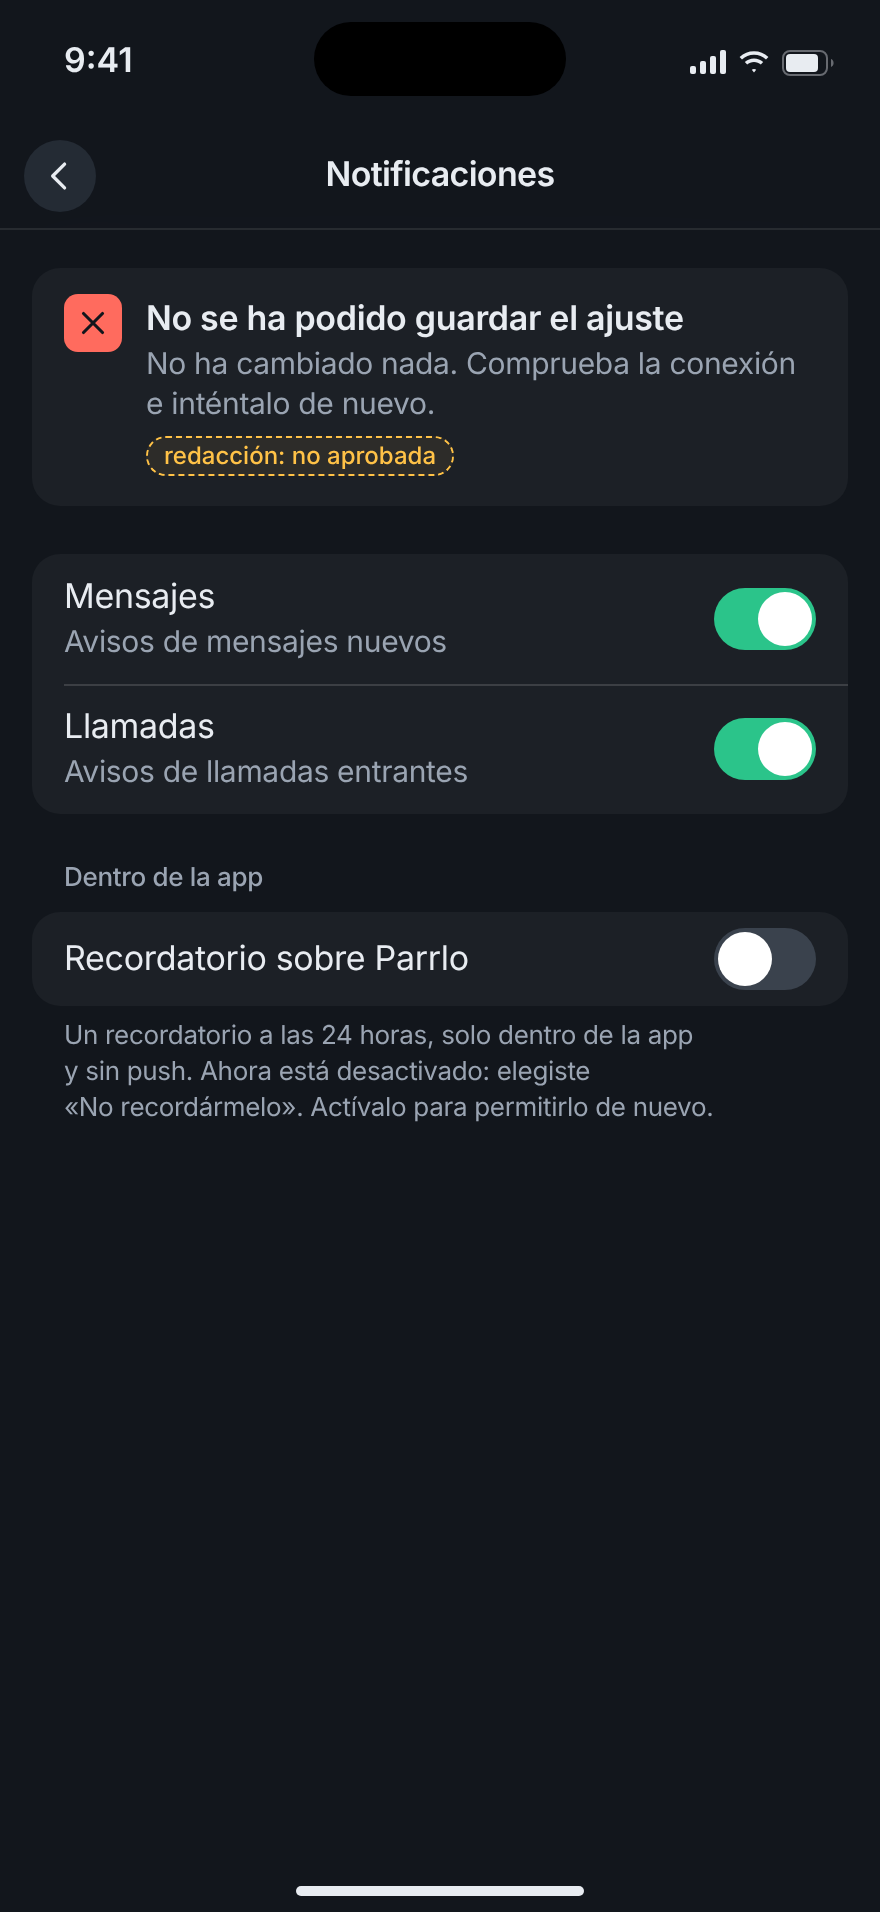 9:41
Notificaciones
No se ha podido guardar el ajuste
No ha cambiado nada. Comprueba la conexión
e inténtalo de nuevo.
redacción: no aprobada
Mensajes
Avisos de mensajes nuevos
Llamadas
Avisos de llamadas entrantes
Dentro de la app
Recordatorio sobre Parrlo
Un recordatorio a las 24 horas, solo dentro de la app
y sin push. Ahora está desactivado: elegiste
«No recordármelo». Actívalo para permitirlo de nuevo.